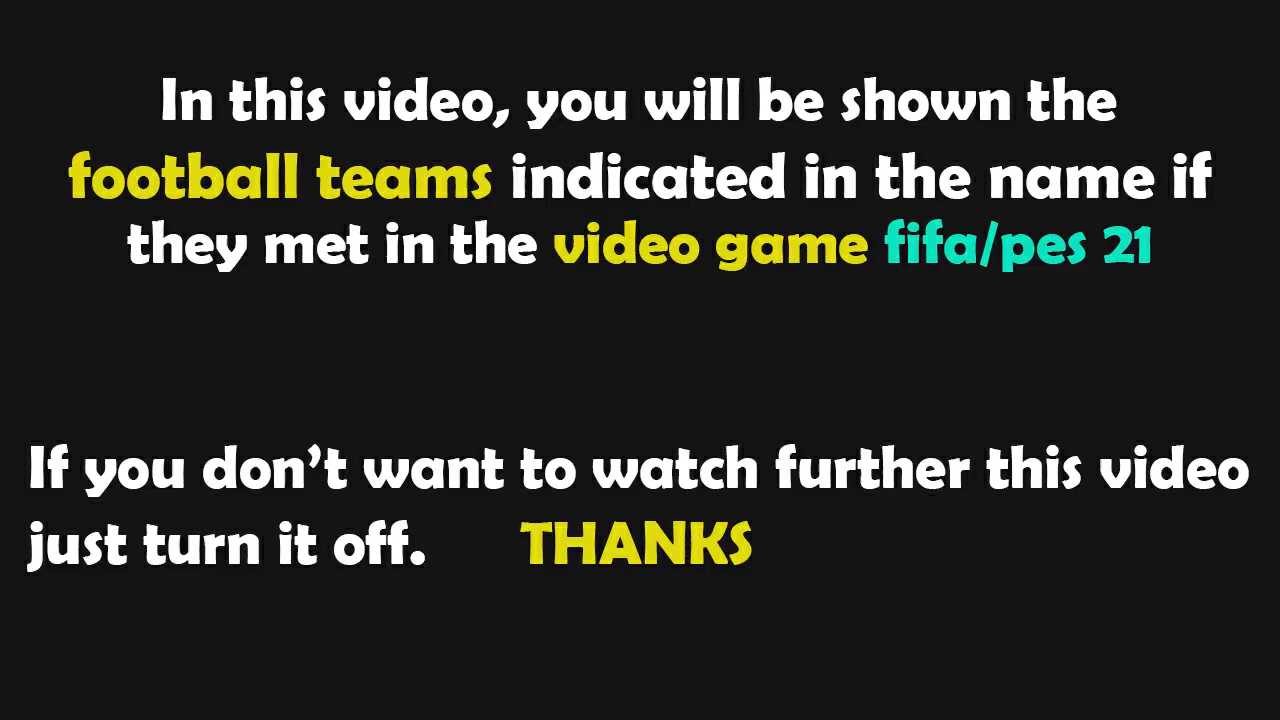 In this video, you will be shown the
football teams indicated in the name if
they met in the video game fifa/pes 21
If you don't want to watch further this video
just turn it off. THANKS